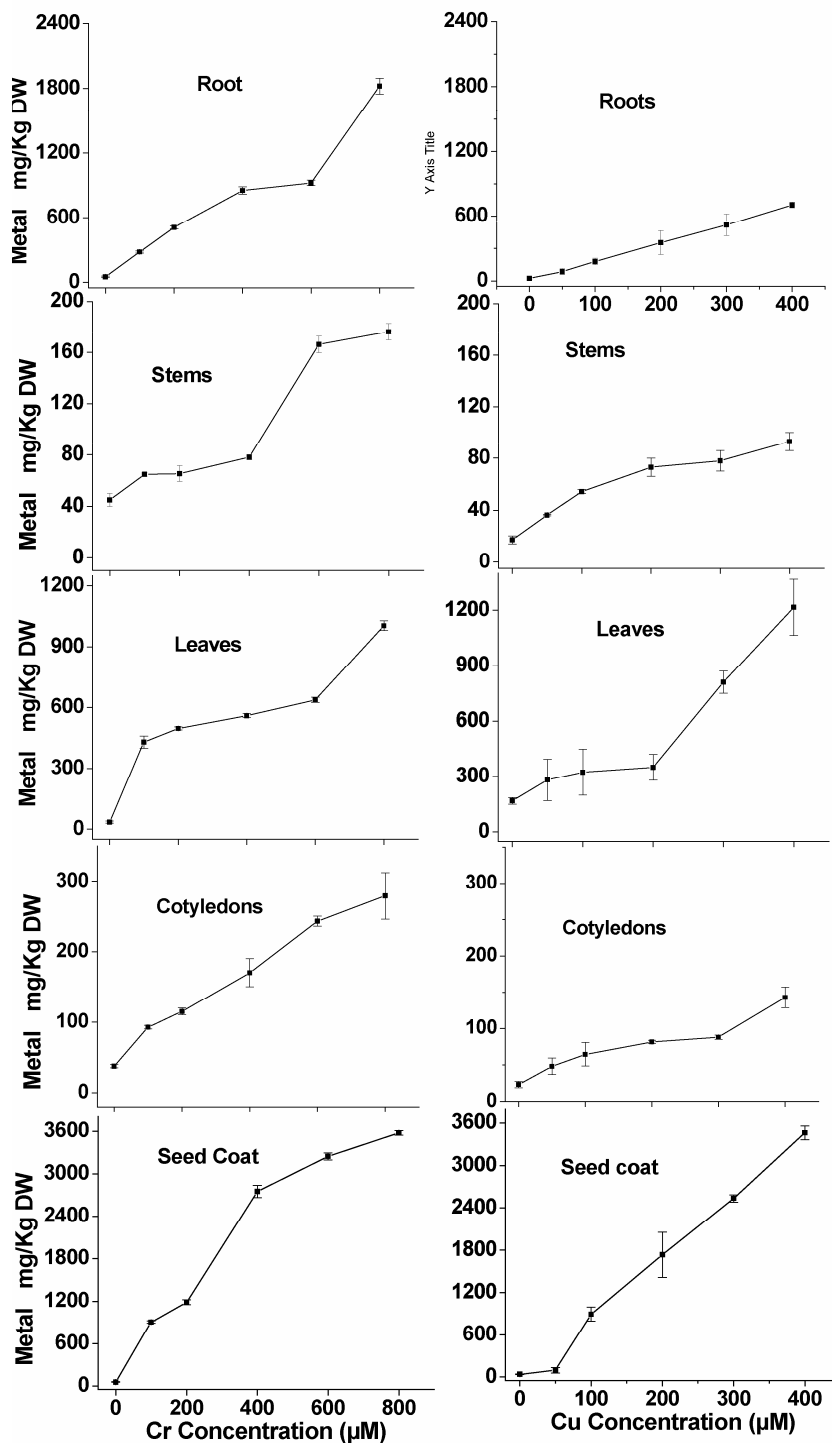 2400
1800
1200
600
0
Metal mg/Kg DW
Root
2400
1800
1200
600
0
Y Axis Title
Roots
0 100 200 300 400
200
160
120
80
40
0
Metal mg/Kg DW
Stems
200
160
120
80
40
0
Stems
1200
900
600
300
0
Metal mg/Kg DW
Leaves
1200
900
600
300
0
Leaves
300
200
100
0
Metal mg/Kg DW
Cotyledons
300
200
100
0
Cotyledons
3600
3000
2400
1800
1200
600
0
Metal mg/Kg DW
Seed Coat
0 200 400 600 800
Cr Concentration (µM)
3600
3000
2400
1800
1200
600
0
Seed coat
0 100 200 300 400
Cu Concentration (µM)